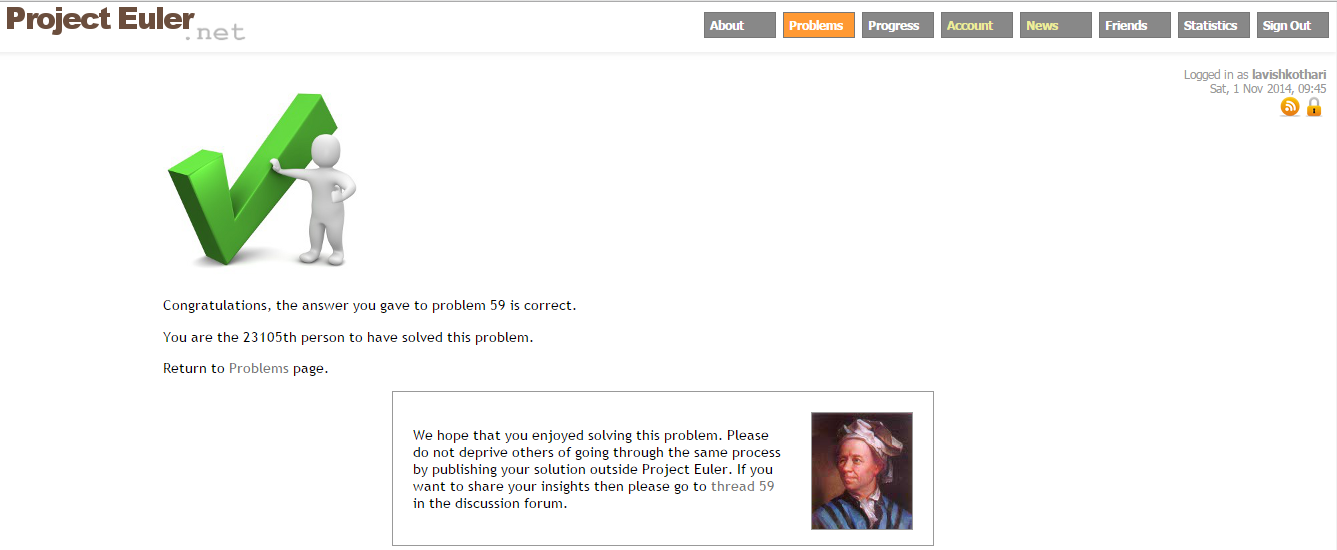 Project Euler
.net
About Problems Progress Account News Friends Statistics Sign Out
Logged in as lavishkothari
Sat, 1 Nov 2014, 09:45
Congratulations, the answer you gave to problem 59 is correct.
You are the 23105th person to have solved this problem.
Return to Problems page.
We hope that you enjoyed solving this problem. Please
do not deprive others of going through the same process
by publishing your solution outside Project Euler. If you
want to share your insights then please go to thread 59
in the discussion forum.